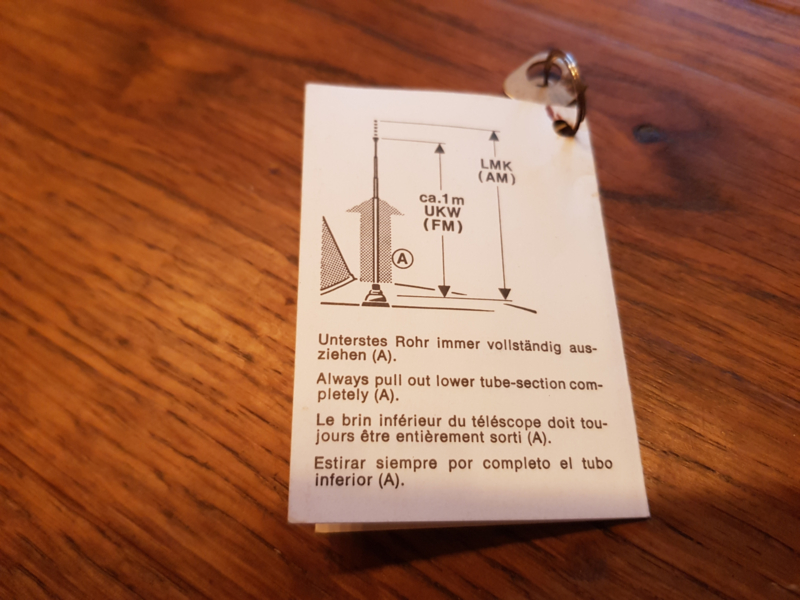 LMK
(AM)
ca.1m
UKW
(FM)
A
Unterstes Rohr immer vollständig aus-
ziehen (A).
Always pull out lower tube-section com-
pletely (A).
Le brin inférieur du téléscope doit tou-
jours être entièrement sorti (A).
Estirar siempre por completo el tubo
inferior (A).